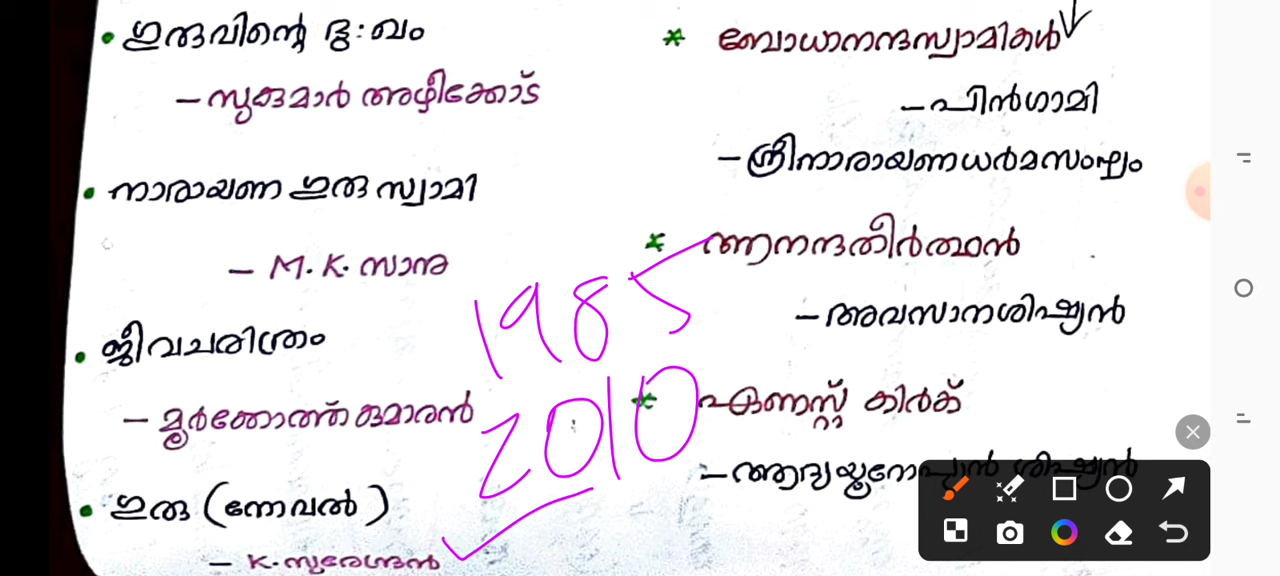 ഗുരുവിന്റെ ദുഃഖം
– സുകുമാർ അഴീക്കോട്
നാരായണ ഗുരു സ്വാമി
– M.K. സാനു
ജീവചരിത്രം
– മൂർക്കോത്ത് കുമാരൻ
ഗുരു (നോവൽ)
– K. സുരേന്ദ്രൻ
* ബോധാനന്ദസ്വാമികൾ
– പിൻഗാമി
– ശ്രീനാരായണധർമസംഘം
* ആനന്ദതീർത്ഥൻ
– അവസാനശിഷ്യൻ
* ഏണസ്റ്റ് കിർക്
– ആദ്യയൂറോപ്യൻ ശിഷ്യൻ
1985
2010